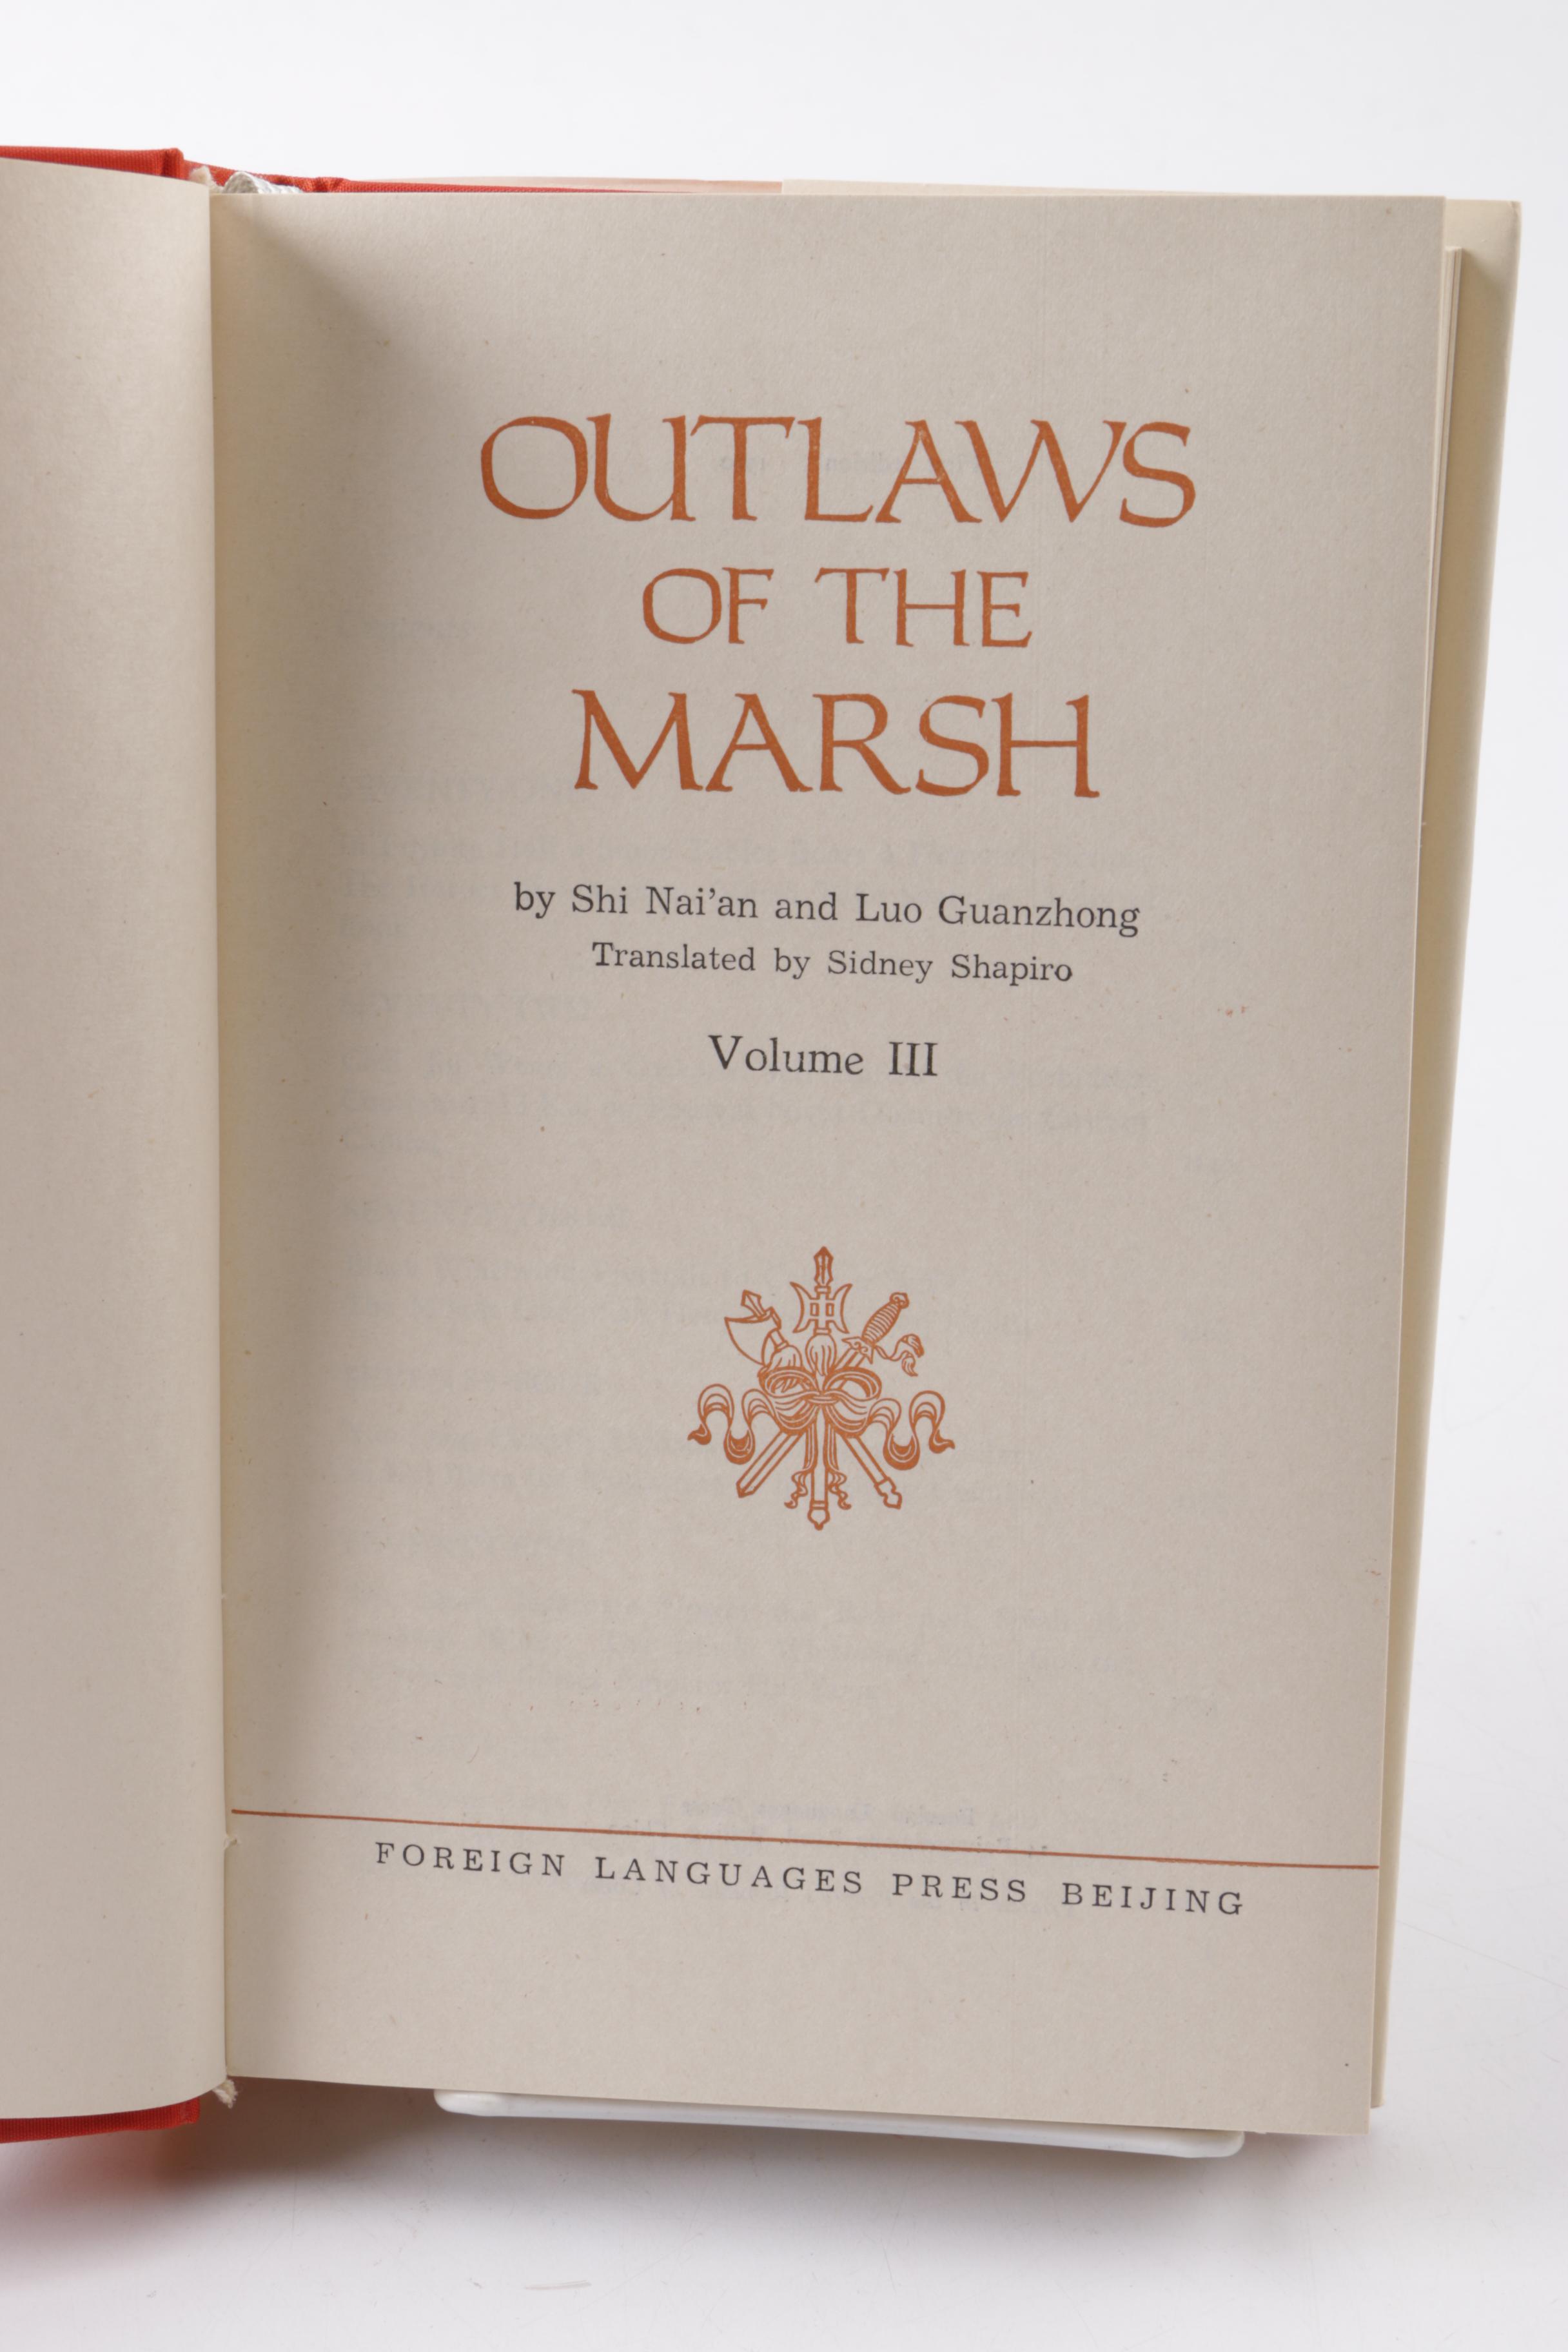 OUTLAWS
OF THE
MARSH
by Shi Nai'an and Luo Guanzhong
Translated by Sidney Shapiro
Volume III
FOREIGN LANGUAGES PRESS BEIJING